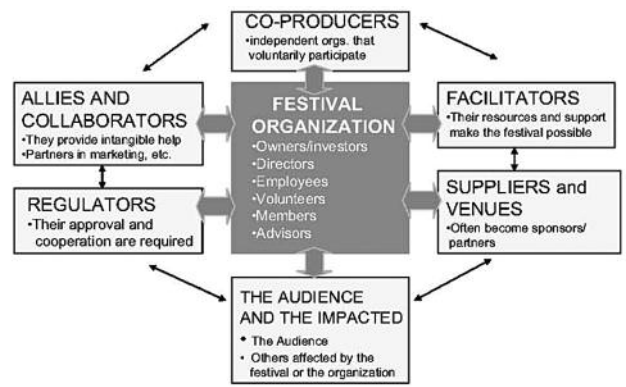 CO-PRODUCERS
•independent orgs. that
voluntarily participate
ALLIES AND
COLLABORATORS
•They provide intangible help
•Partners in marketing, etc.
FESTIVAL
ORGANIZATION
•Owners/investors
•Directors
•Employees
•Volunteers
•Members
•Advisors
FACILITATORS
•Their resources and support
make the festival possible
REGULATORS
•Their approval and
cooperation are required
SUPPLIERS and
VENUES
•Often become sponsors/
partners
THE AUDIENCE
AND THE IMPACTED
• The Audience
• Others affected by the
festival or the organization